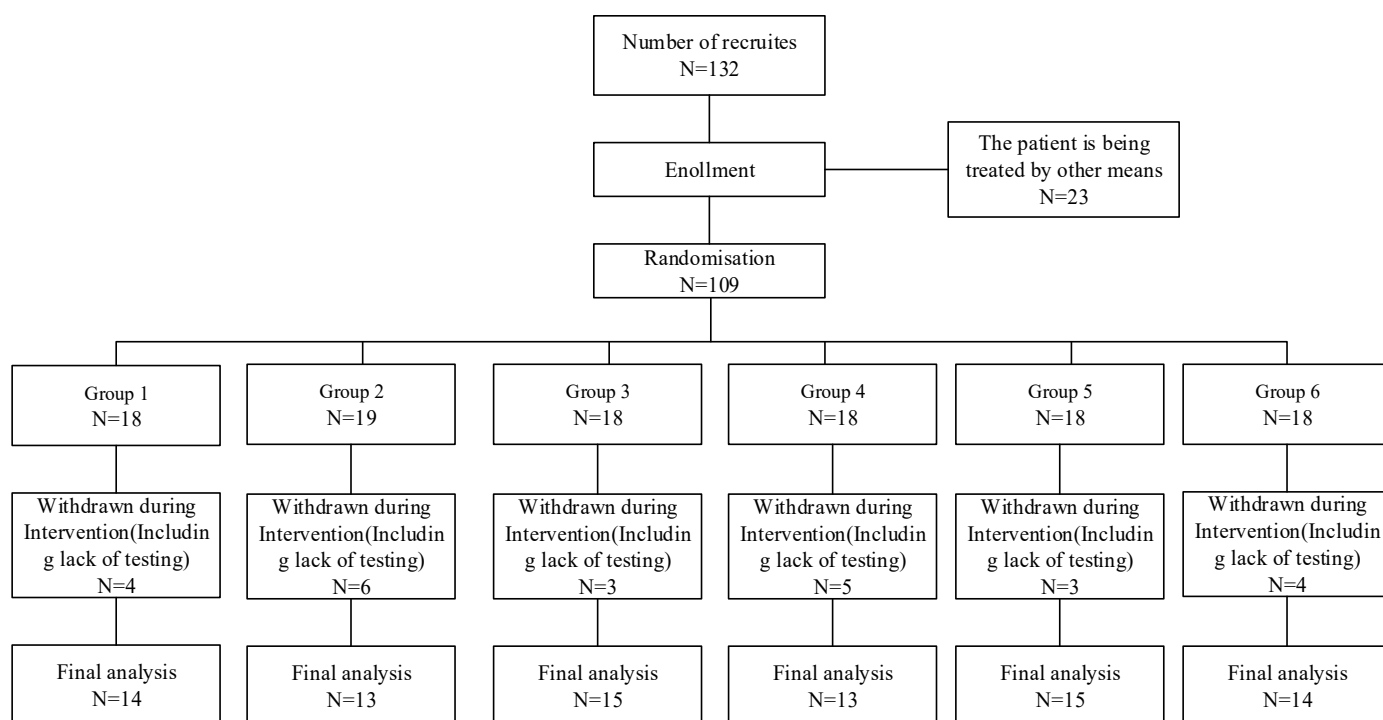 Number of recruites
N=132
Enollment
The patient is being
treated by other means
N=23
Randomisation
N=109
Group 1
N=18
Group 2
N=19
Group 3
N=18
Group 4
N=18
Group 5
N=18
Group 6
N=18
Withdrawn during
Intervention(Includin
g lack of testing)
N=4
Withdrawn during
Intervention(Includin
g lack of testing)
N=6
Withdrawn during
Intervention(Includin
g lack of testing)
N=3
Withdrawn during
Intervention(Includin
g lack of testing)
N=5
Withdrawn during
Intervention(Includin
g lack of testing)
N=3
Withdrawn during
Intervention(Includin
g lack of testing)
N=4
Final analysis
N=14
Final analysis
N=13
Final analysis
N=15
Final analysis
N=13
Final analysis
N=15
Final analysis
N=14